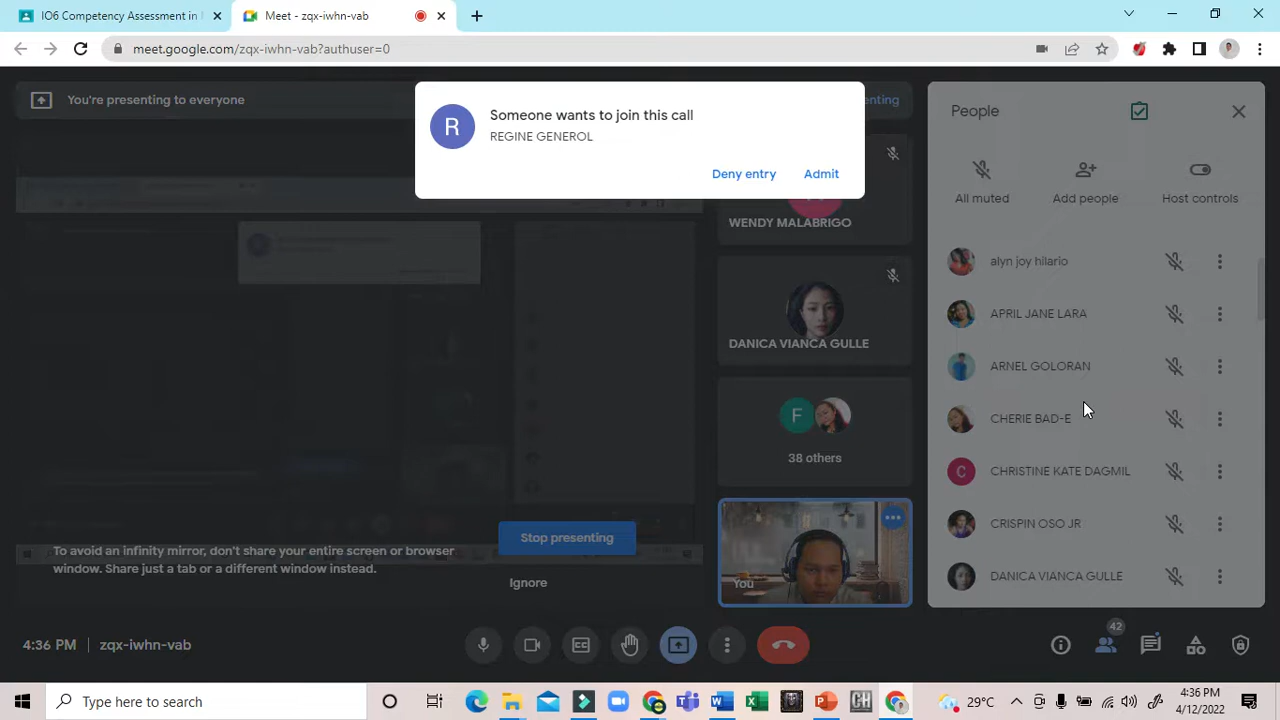 IO6 Competency Assessment in
Meet - zqx-iwhn-vab
meet.google.com/zqx-iwhn-vab?authuser=0
You're presenting to everyone
enting
Someone wants to join this call
R
REGINE GENEROL
Deny entry
Admit
People
All muted
Add people
Host controls
WENDY MALABRIGO
DANICA VIANCA GULLE
F
38 others
You
alyn joy hilario
APRIL JANE LARA
ARNEL GOLORAN
CHERIE BAD-E
C
CHRISTINE KATE DAGMIL
CRISPIN OSO JR
DANICA VIANCA GULLE
To avoid an infinity mirror, don't share your entire screen or browser
window. Share just a tab or a different window instead.
Stop presenting
Ignore
4:36 PM
zqx-iwhn-vab
42
Type here to search
29°C
4:36 PM
4/12/2022